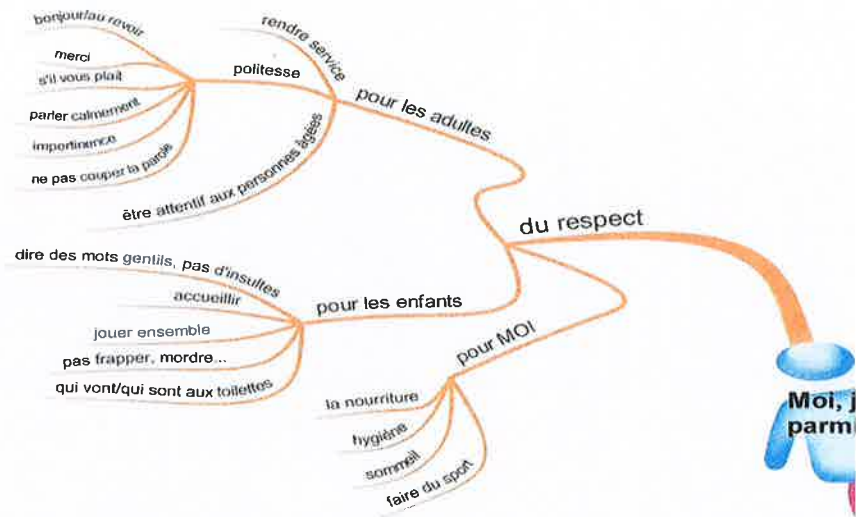 bonjour/au revoir
merci
s'il vous plait
parler calmement
impertinence
ne pas couper la parole
politesse
rendre service
être attentif aux personnes âgées
pour les adultes
du respect
dire des mots gentils, pas d'insultes
accueillir
jouer ensemble
pas frapper, mordre...
qui vont/qui sont aux toilettes
pour les enfants
pour MOI
la nourriture
hygiène
sommeil
faire du sport
Moi, j
parmi